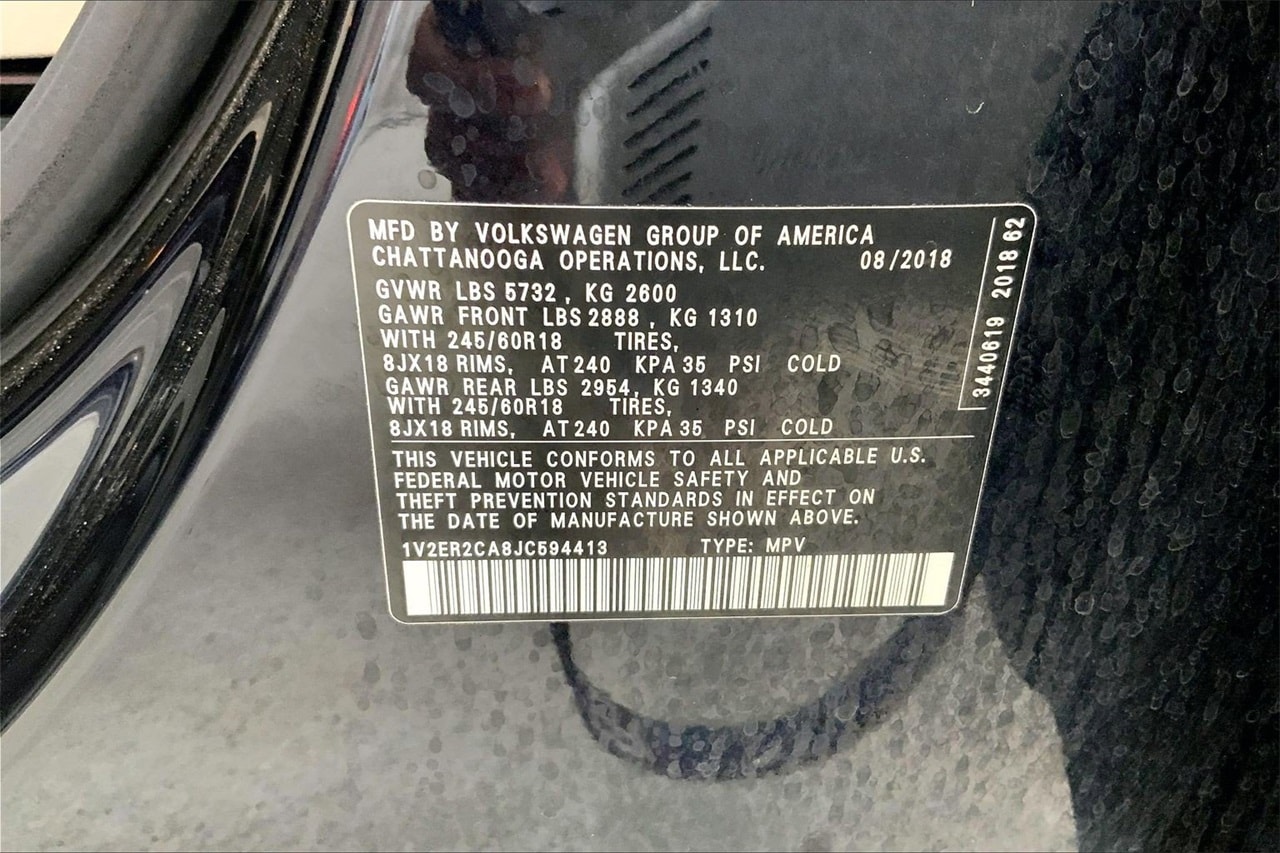 MFD BY VOLKSWAGEN GROUP OF AMERICA
CHATTANOOGA OPERATIONS, LLC. 08/2018
GVWR LBS 5732, KG 2600
GAWR FRONT LBS 2888, KG 1310
WITH 245/60R18 TIRES,
8JX18 RIMS, AT 240 KPA 35 PSI COLD
GAWR REAR LBS 2954, KG 1340
WITH 245/60R18 TIRES,
8JX18 RIMS, AT 240 KPA 35 PSI COLD
THIS VEHICLE CONFORMS TO ALL APPLICABLE U.S.
FEDERAL MOTOR VEHICLE SAFETY AND
THEFT PREVENTION STANDARDS IN EFFECT ON
THE DATE OF MANUFACTURE SHOWN ABOVE.
1V2ER2CA8JC594413 TYPE: MPV
3440619 201862